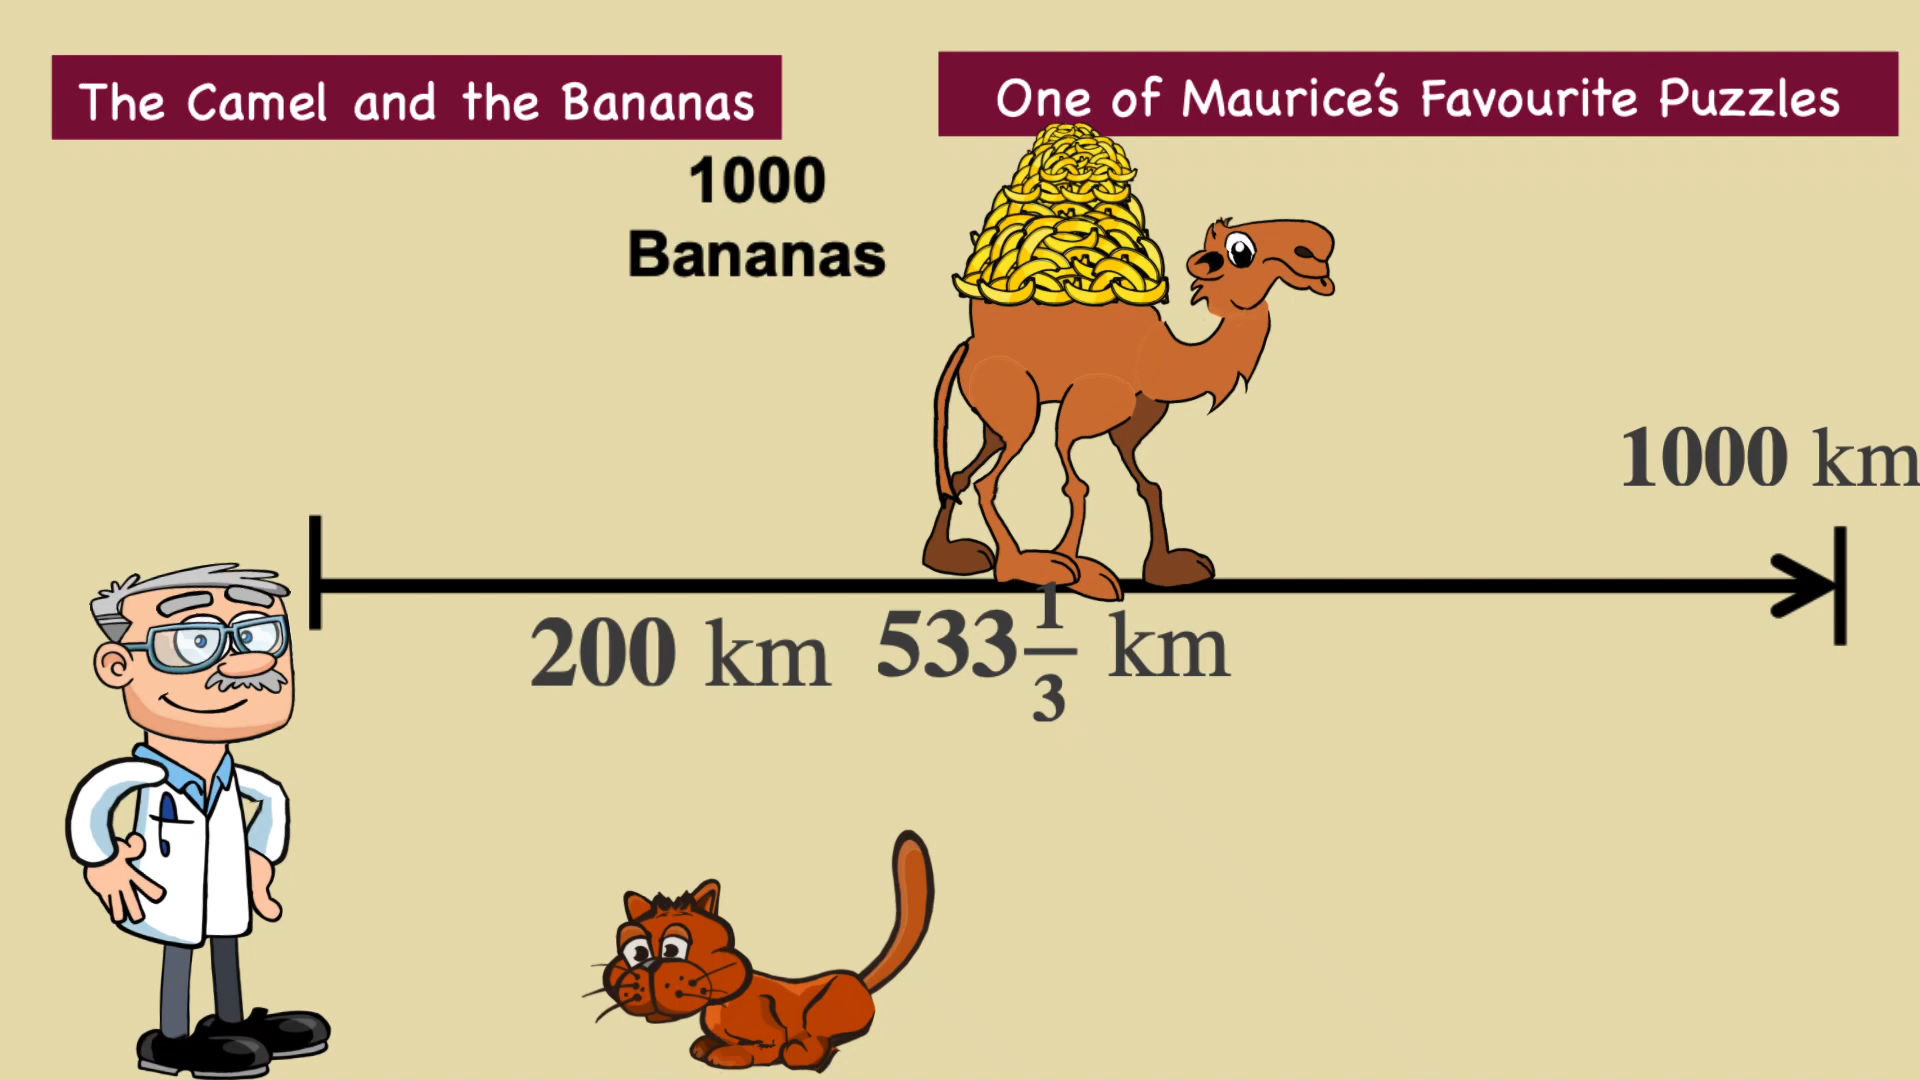 The Camel and the Bananas
One of Maurice's Favourite Puzzles
1000
Bananas
1000 km
200 km
533 1/3 km